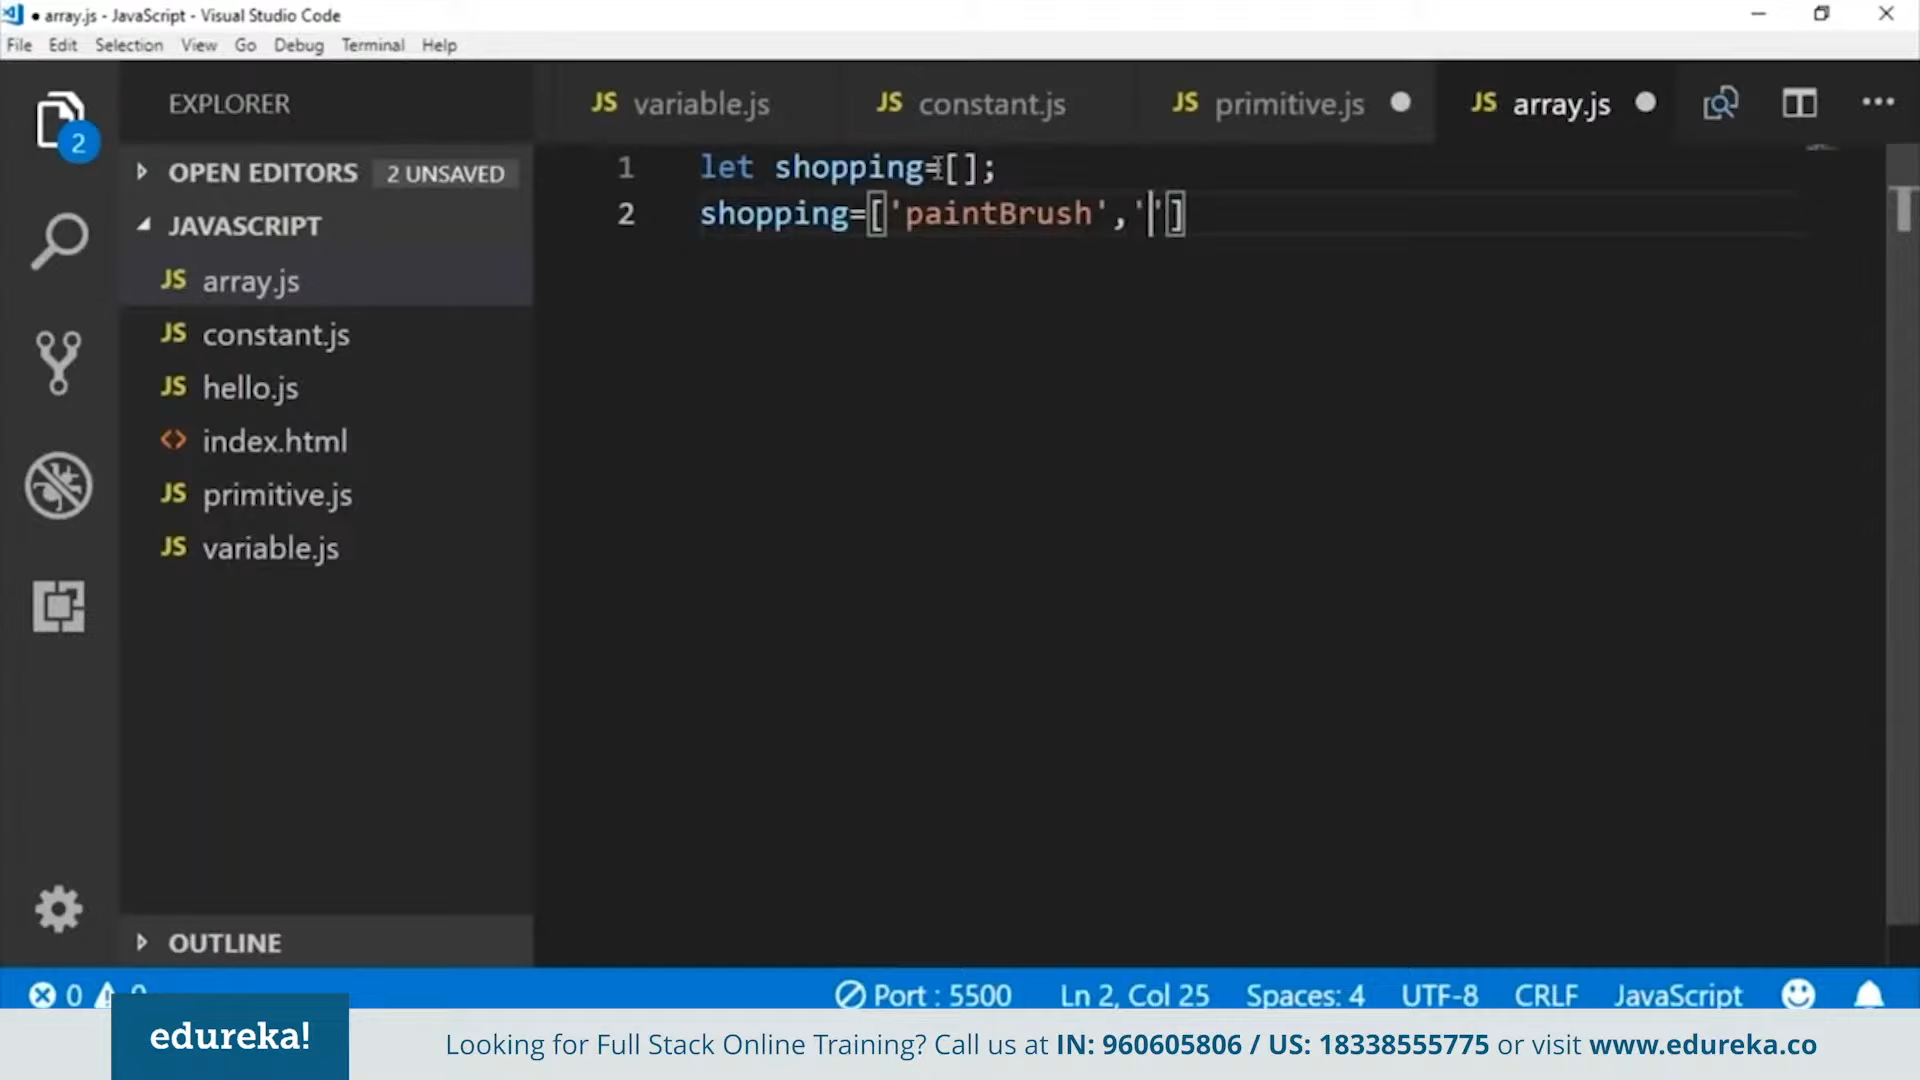 array.js - JavaScript - Visual Studio Code
File Edit Selection View Go Debug Terminal Help
EXPLORER
JS variable.js JS constant.js JS primitive.js JS array.js
2
OPEN EDITORS 2 UNSAVED
JAVASCRIPT
JS array.js
JS constant.js
JS hello.js
<> index.html
JS primitive.js
JS variable.js
OUTLINE
1 let shopping=[];
2 shopping=['paintBrush','']
0 0 Port : 5500 Ln 2, Col 25 Spaces: 4 UTF-8 CRLF JavaScript
edureka!
Looking for Full Stack Online Training? Call us at IN: 960605806 / US: 18338555775 or visit www.edureka.co